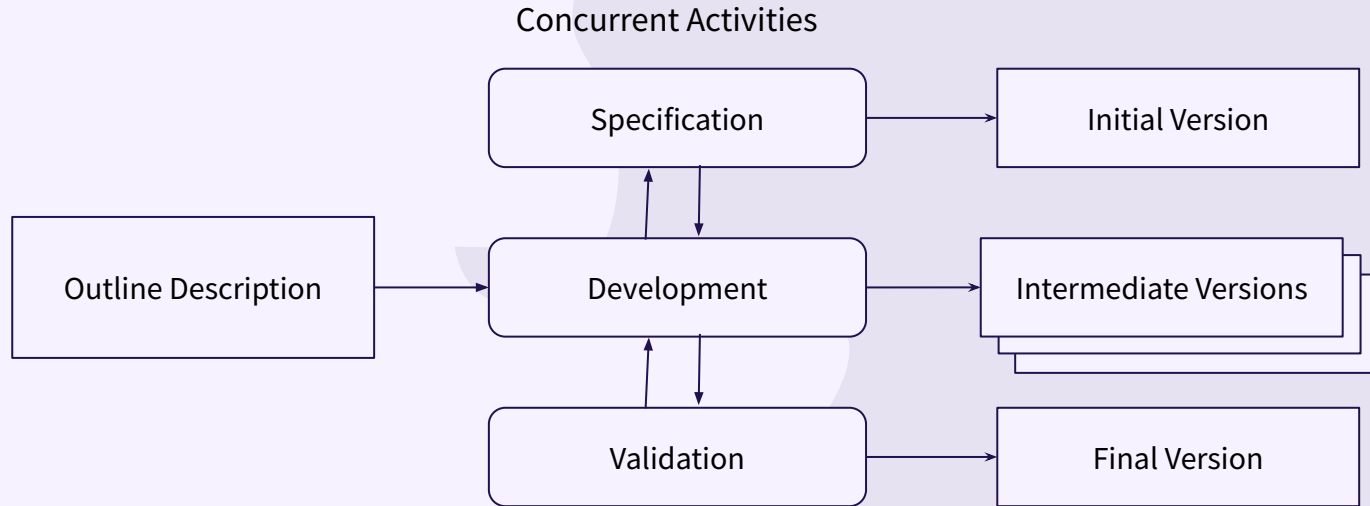 Concurrent Activities
Specification
Initial Version
Outline Description
Development
Intermediate Versions
Validation
Final Version